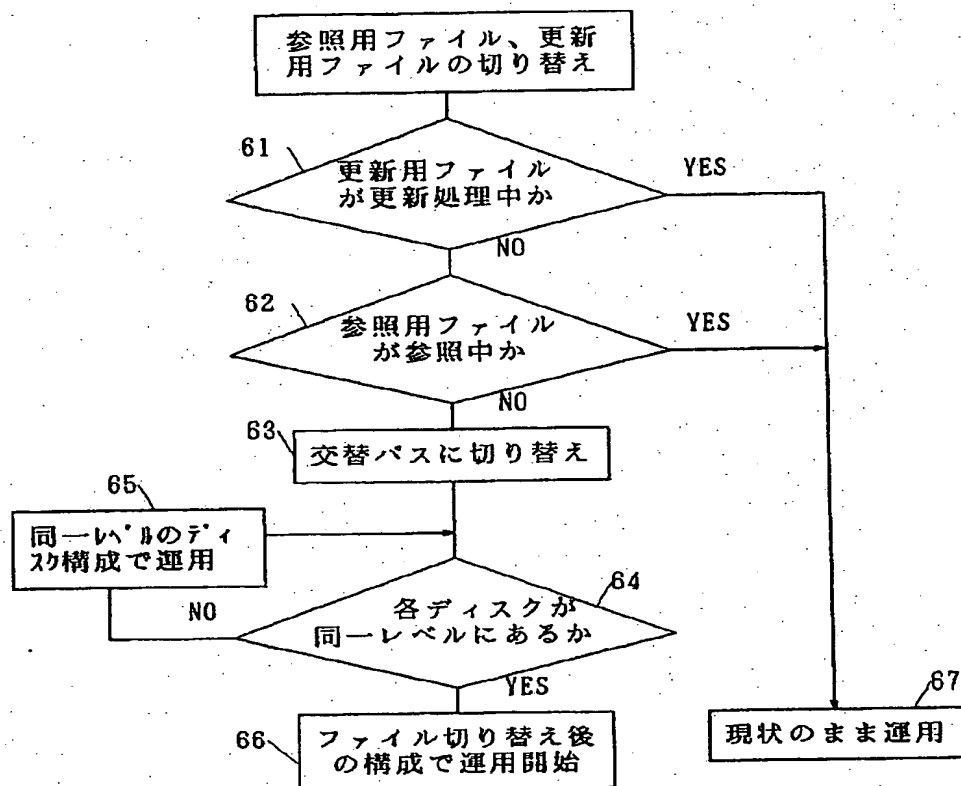 参照用ファイル、更新
用ファイルの切り替え
61
更新用ファイル
が更新処理中か
YES
NO
62
参照用ファイル
が参照中か
YES
NO
63
交替パスに切り替え
65
同一レベルのディ
スク構成で運用
NO
64
各ディスクが
同一レベルにあるか
YES
66
ファイル切り替え後
の構成で運用開始
67
現状のまま運用